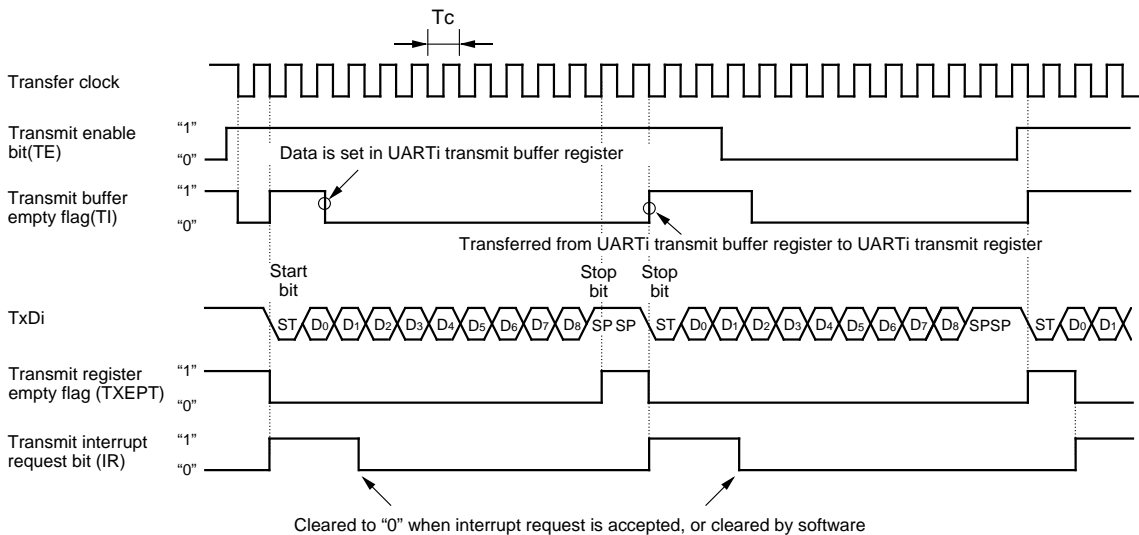 Tc
Transfer clock
Transmit enable
bit(TE)
“1”
“0”
Data is set in UARTi transmit buffer register
Transmit buffer
empty flag(TI)
“1”
“0”
Transferred from UARTi transmit buffer register to UARTi transmit register
Start
bit
Stop
bit
Stop
bit
TxDi
ST D0 D1 D2 D3 D4 D5 D6 D7 D8 SP SP ST D0 D1 D2 D3 D4 D5 D6 D7 D8 SPSP ST D0 D1
Transmit register
empty flag (TXEPT)
“1”
“0”
Transmit interrupt
request bit (IR)
“1”
“0”
Cleared to “0” when interrupt request is accepted, or cleared by software